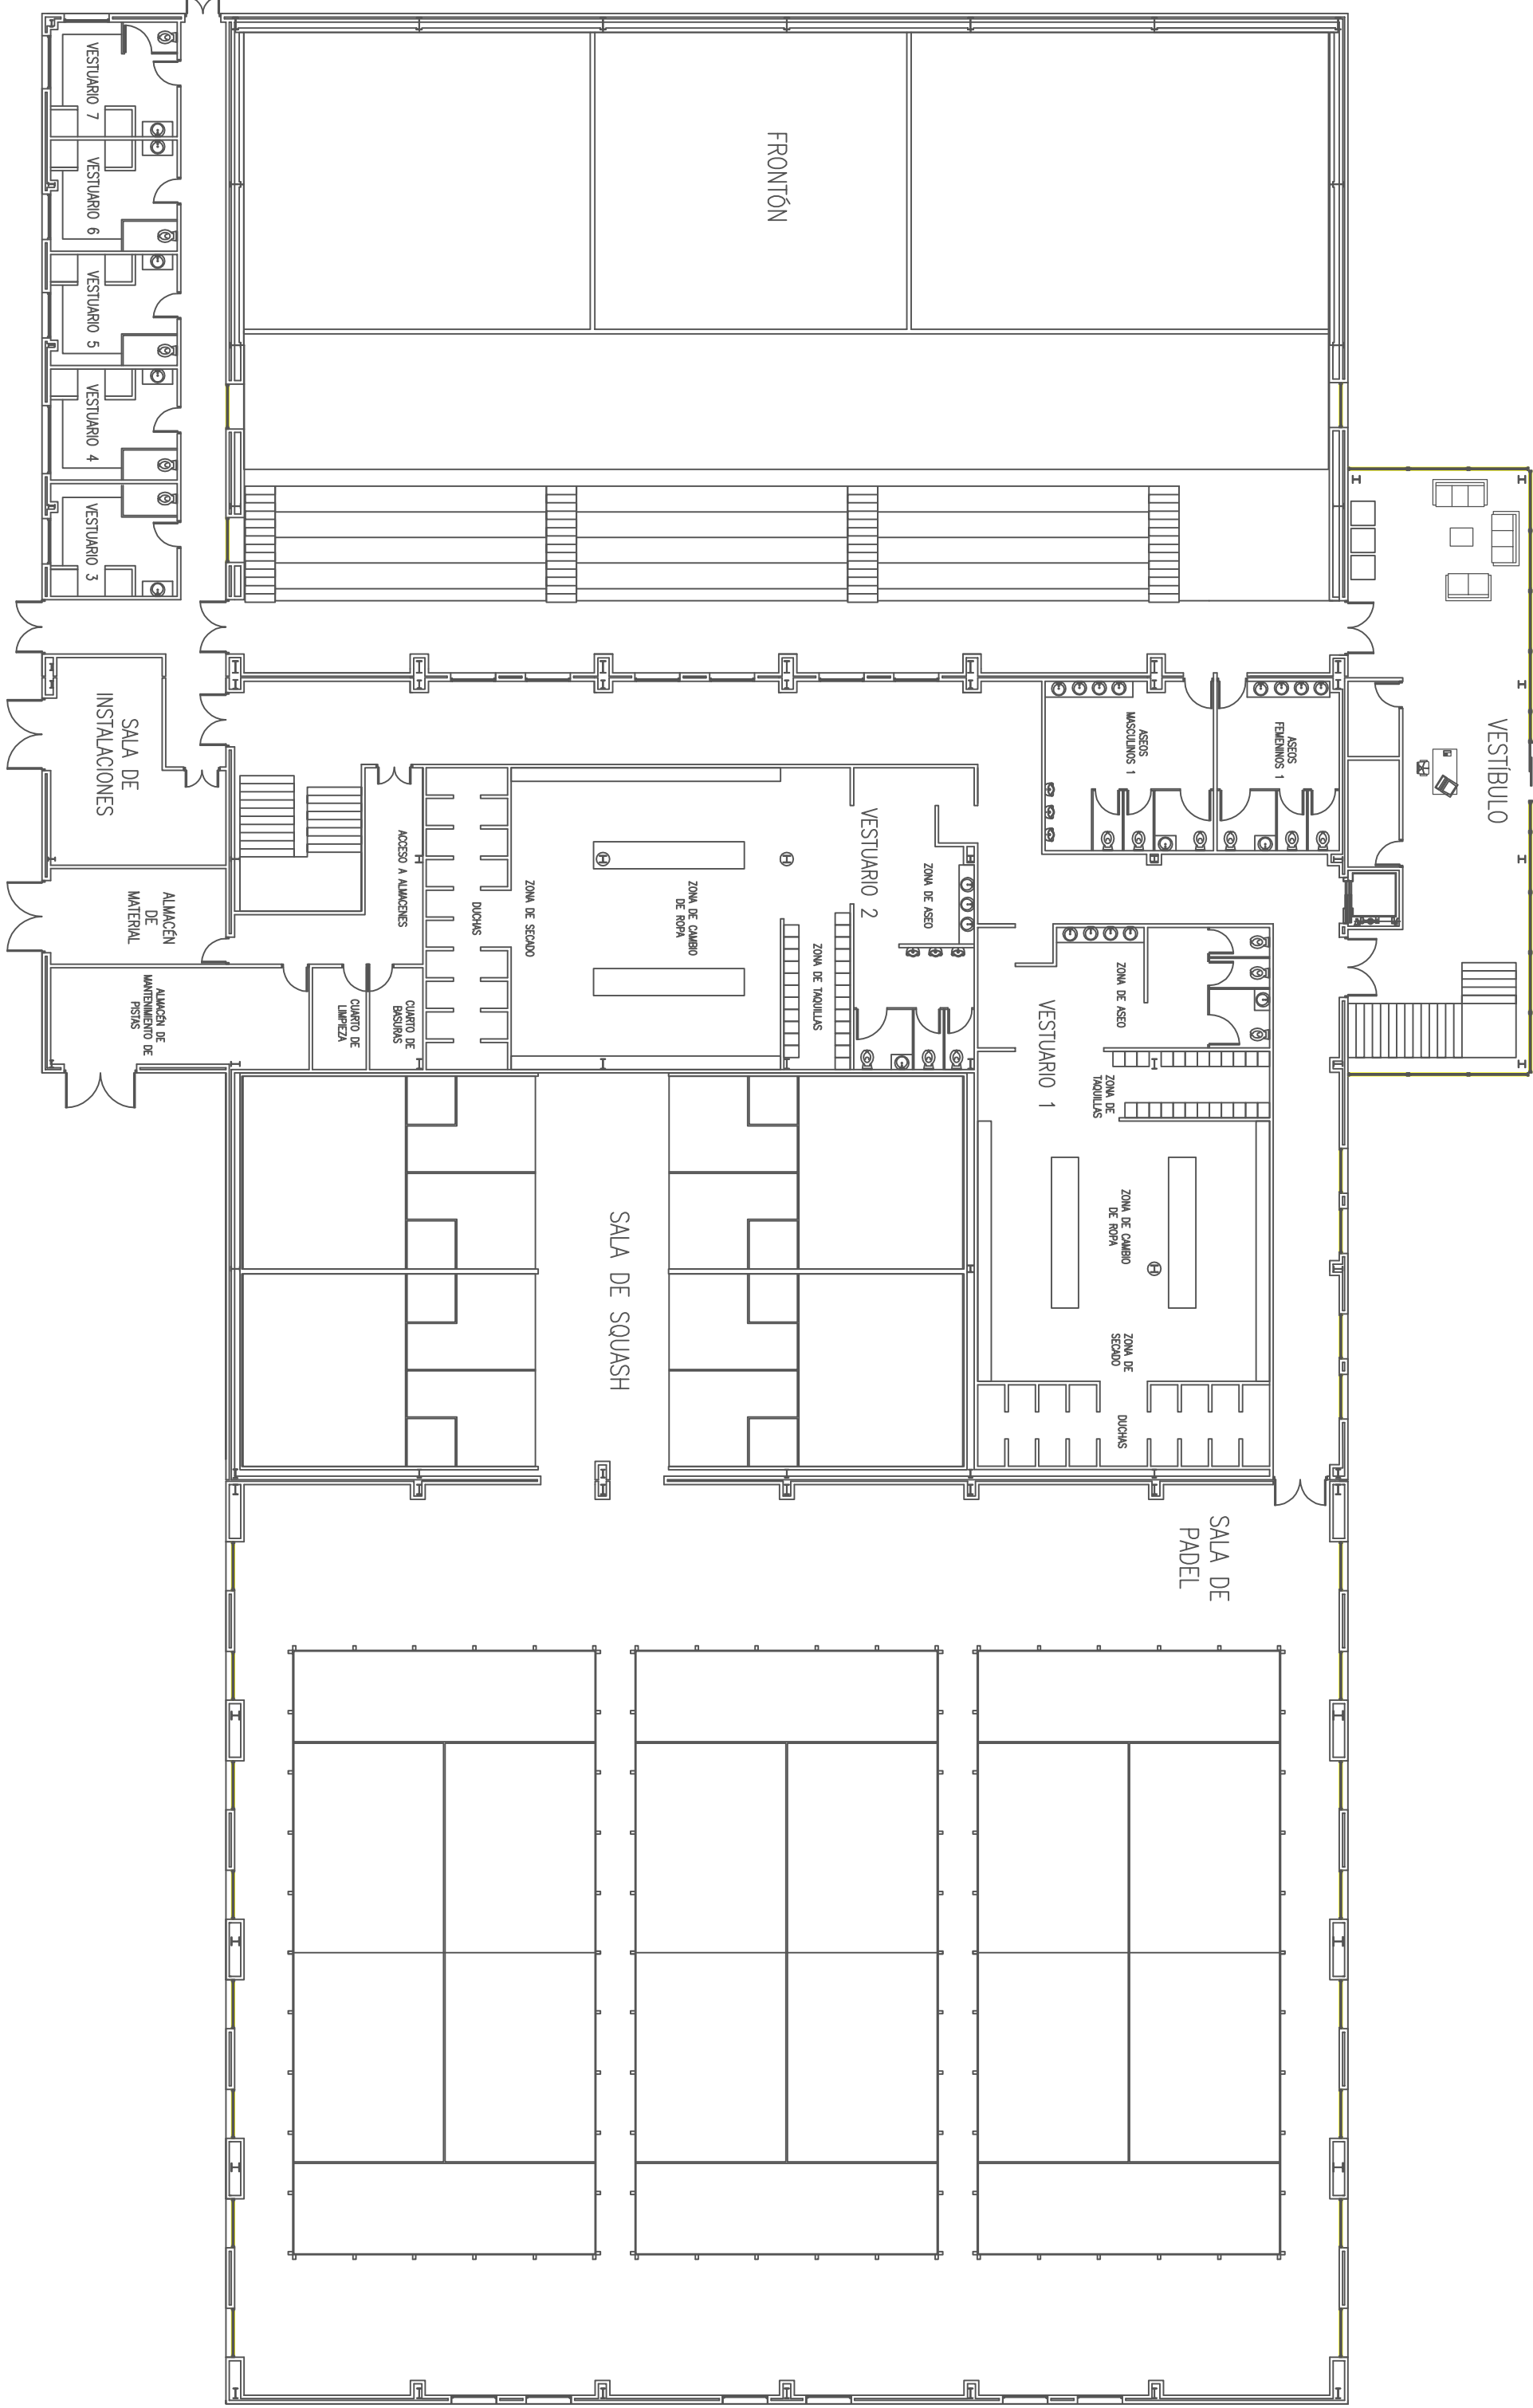 VESTÍBULO
FRONTÓN
VESTUARIO 7
VESTUARIO 6
VESTUARIO 5
VESTUARIO 4
VESTUARIO 3
ASEOS
FEMENINOS 1
ASEOS
MASCULINOS 1
SALA DE
INSTALACIONES
ALMACÉN
DE
MATERIAL
ALMACÉN DE
MANTENIMIENTO DE
PISTAS
ACCESO A ALMACENES
CUARTO DE
BASURAS
CUARTO DE
LIMPIEZA
VESTUARIO 2
ZONA DE ASEO
ZONA DE TAQUILLAS
ZONA DE CAMBIO
DE ROPA
ZONA DE SECADO
DUCHAS
VESTUARIO 1
ZONA DE ASEO
ZONA DE
TAQUILLAS
ZONA DE CAMBIO
DE ROPA
ZONA DE
SECADO
DUCHAS
SALA DE SQUASH
SALA DE
PADEL